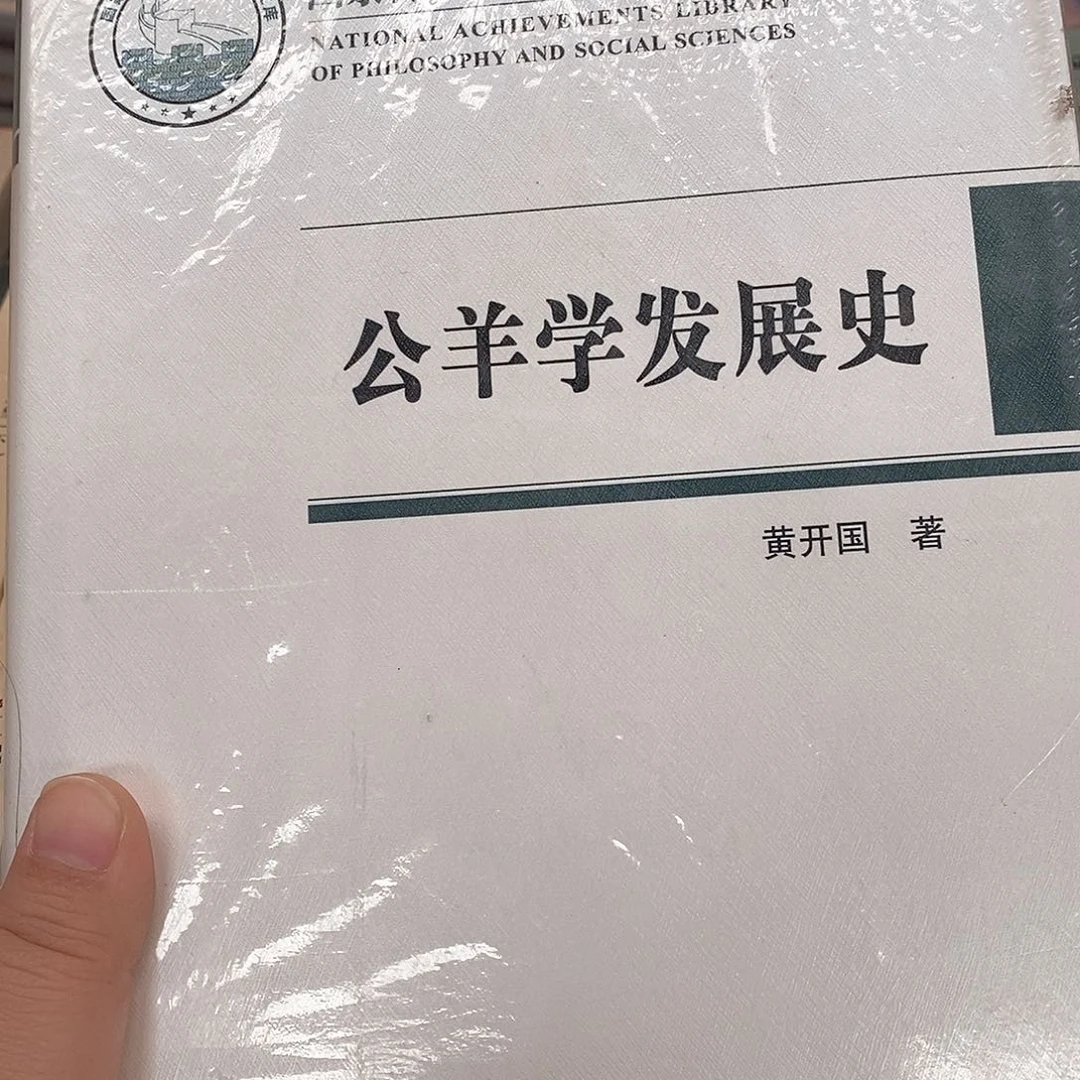 NATIONAL ACHIEVEMENTS LIBRARY
OF PHILOSOPHY AND SOCIAL SCIENCES
公羊学发展史
黄开国 著